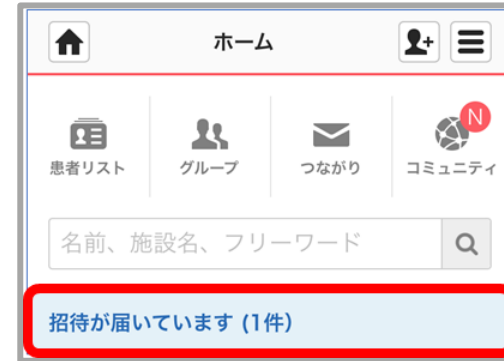 ホーム
患者リスト
グループ
つながり
N
コミュニティ
名前、施設名、フリーワード
招待が届いています (1件)